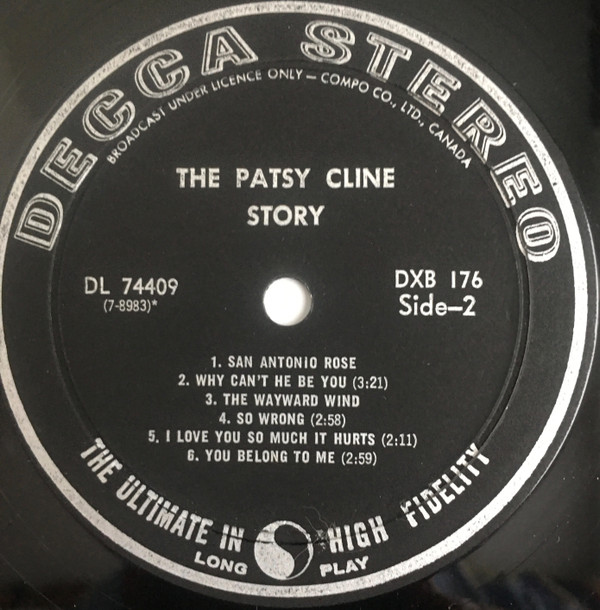 DECCA STEREO
BROADCAST UNDER LICENCE ONLY – COMPO CO., LTD., CANADA
THE PATSY CLINE
STORY
DL 74409
(7-8983)*
DXB 176
Side–2
1. SAN ANTONIO ROSE
2. WHY CAN'T HE BE YOU (3:21)
3. THE WAYWARD WIND
4. SO WRONG (2:58)
5. I LOVE YOU SO MUCH IT HURTS (2:11)
6. YOU BELONG TO ME (2:59)
THE ULTIMATE IN HIGH FIDELITY
LONG PLAY